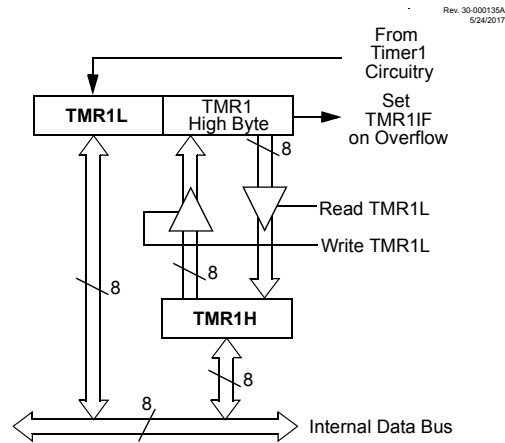 Rev. 30-000135A
5/24/2017
From
Timer1
Circuitry
TMR1L
TMR1
High Byte
Set
TMR1IF
on Overflow
8
Read TMR1L
Write TMR1L
8
8
TMR1H
8
8
Internal Data Bus